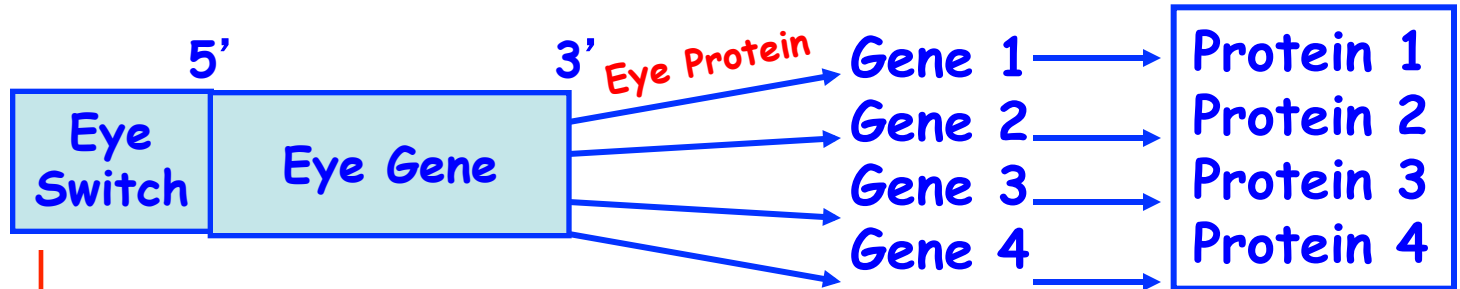 5’
3’
Eye Protein
Eye
Switch
Eye Gene
Gene 1
Gene 2
Gene 3
Gene 4
Protein 1
Protein 2
Protein 3
Protein 4